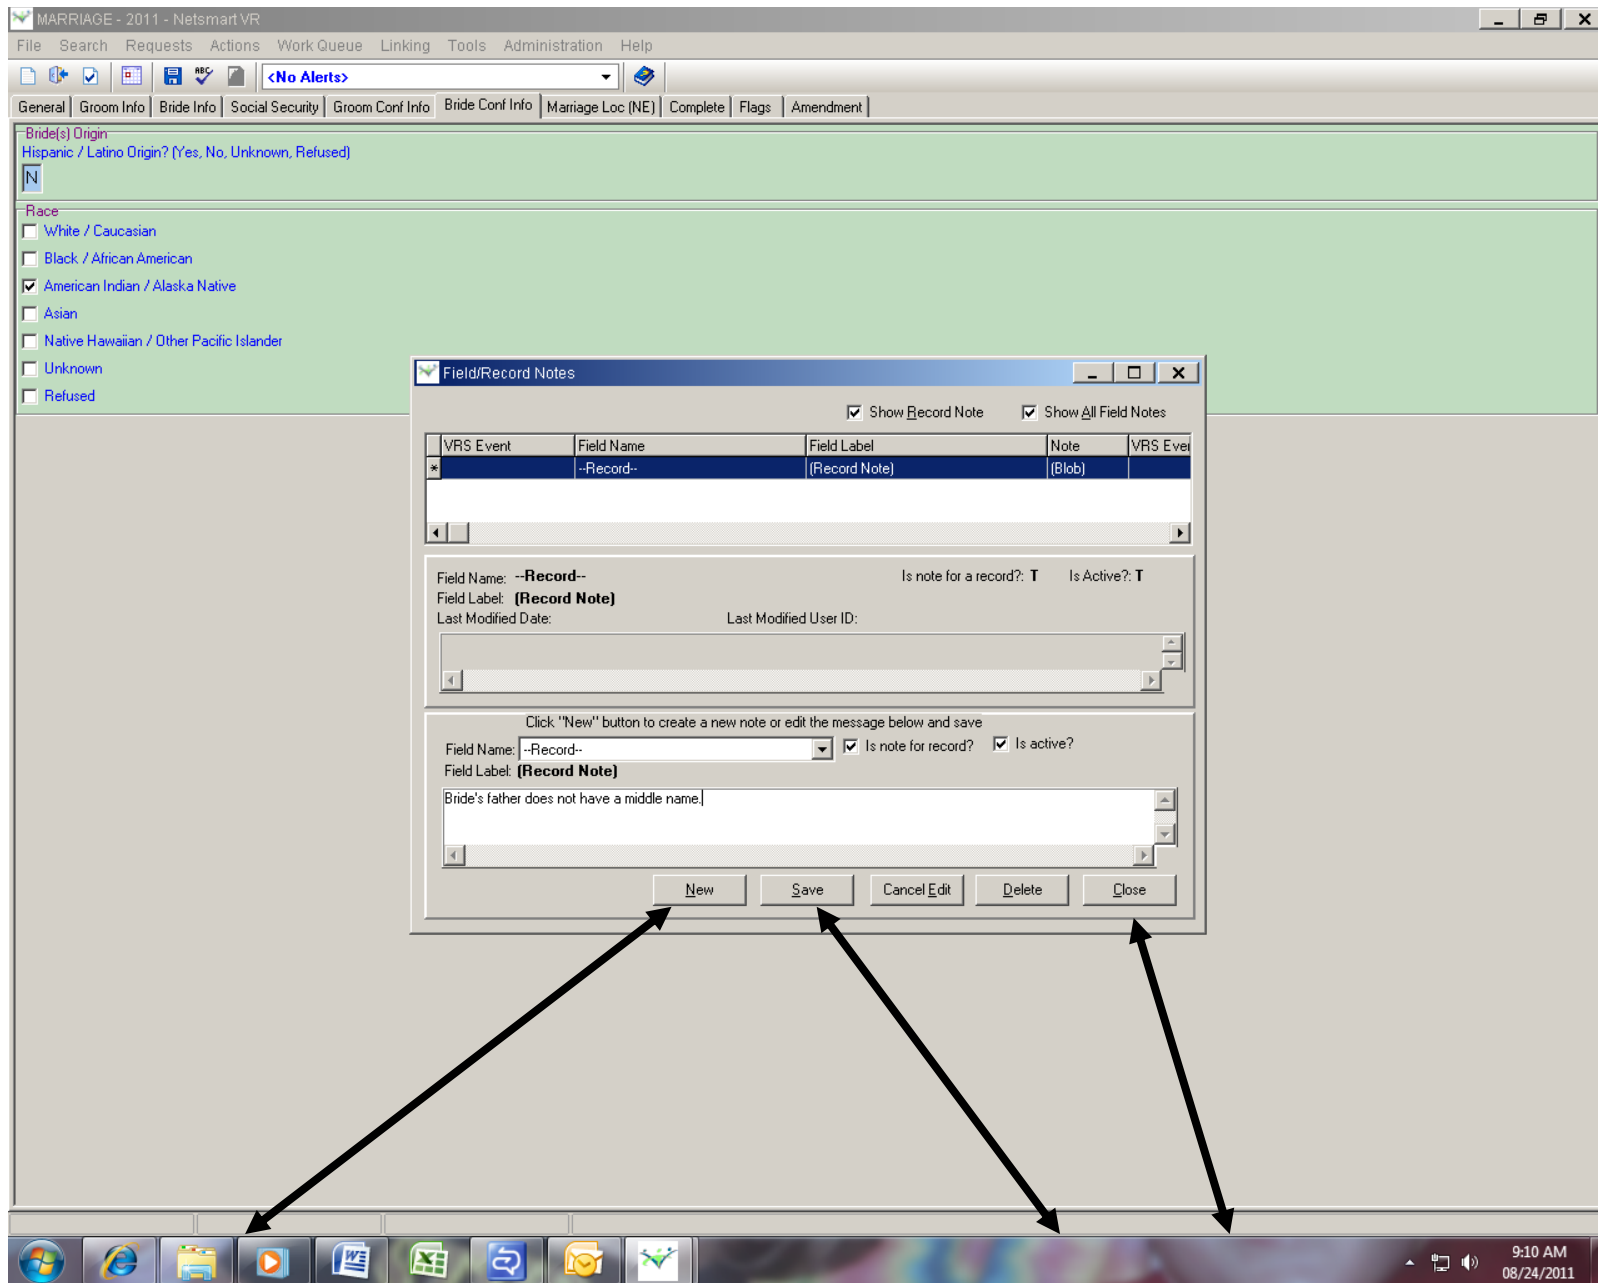 MARRIAGE - 2011 - Netsmart VR
File Search Requests Actions Work Queue Linking Tools Administration Help
ABC <No Alerts>
General Groom Info Bride Info Social Security Groom Conf Info Bride Conf Info Marriage Loc (NE) Complete Flags Amendment
Bride(s) Origin
Hispanic / Latino Origin? (Yes, No, Unknown, Refused)
N
Race
White / Caucasian
Black / African American
American Indian / Alaska Native
Asian
Native Hawaiian / Other Pacific Islander
Unknown
Refused
Field/Record Notes
Show Record Note Show All Field Notes
VRS Event Field Name Field Label Note VRS Even
* --Record-- (Record Note) (Blob)
Field Name: --Record-- Is note for a record?: T Is Active?: T
Field Label: (Record Note)
Last Modified Date: Last Modified User ID:
Click "New" button to create a new note or edit the message below and save
Field Name: --Record-- Is note for record? Is active?
Field Label: (Record Note)
Bride's father does not have a middle name.
New Save Cancel Edit Delete Close
9:10 AM
08/24/2011